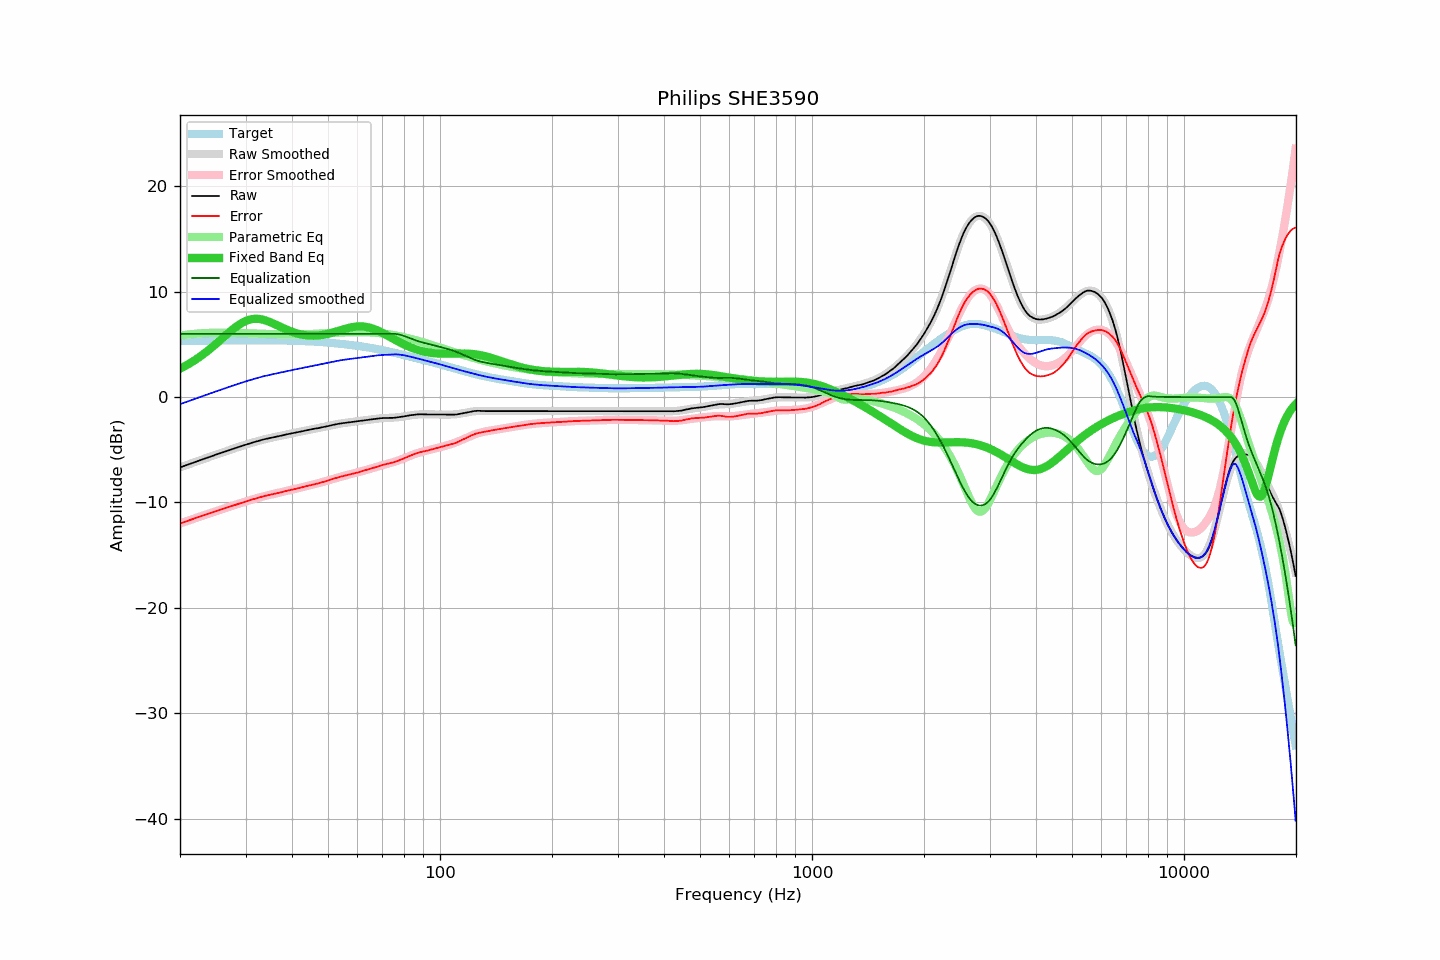 Philips SHE3590
Target
Raw Smoothed
Error Smoothed
Raw
Error
Parametric Eq
Fixed Band Eq
Equalization
Equalized smoothed
20
10
0
−10
−20
−30
−40
Amplitude (dBr)
100
1000
10000
Frequency (Hz)